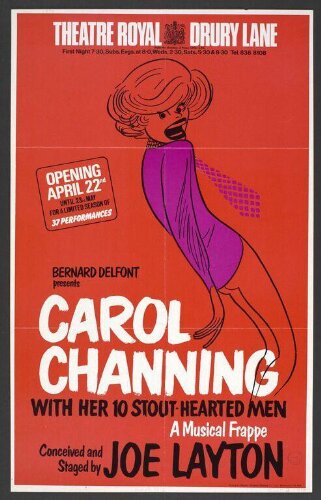 THEATRE ROYAL DRURY LANE
First Night 7·30, Subs. Evgs. at 8·0, Weds. 2·30, Sats. 5·30 & 8·30 Tel. 836 8108
OPENING
APRIL 22nd
UNTIL 23rd MAY
FOR A LIMITED SEASON OF
37 PERFORMANCES
BERNARD DELFONT
presents
CAROL
CHANNING
WITH HER 10 STOUT-HEARTED MEN
A Musical Frappe
Conceived and
Staged by JOE LAYTON